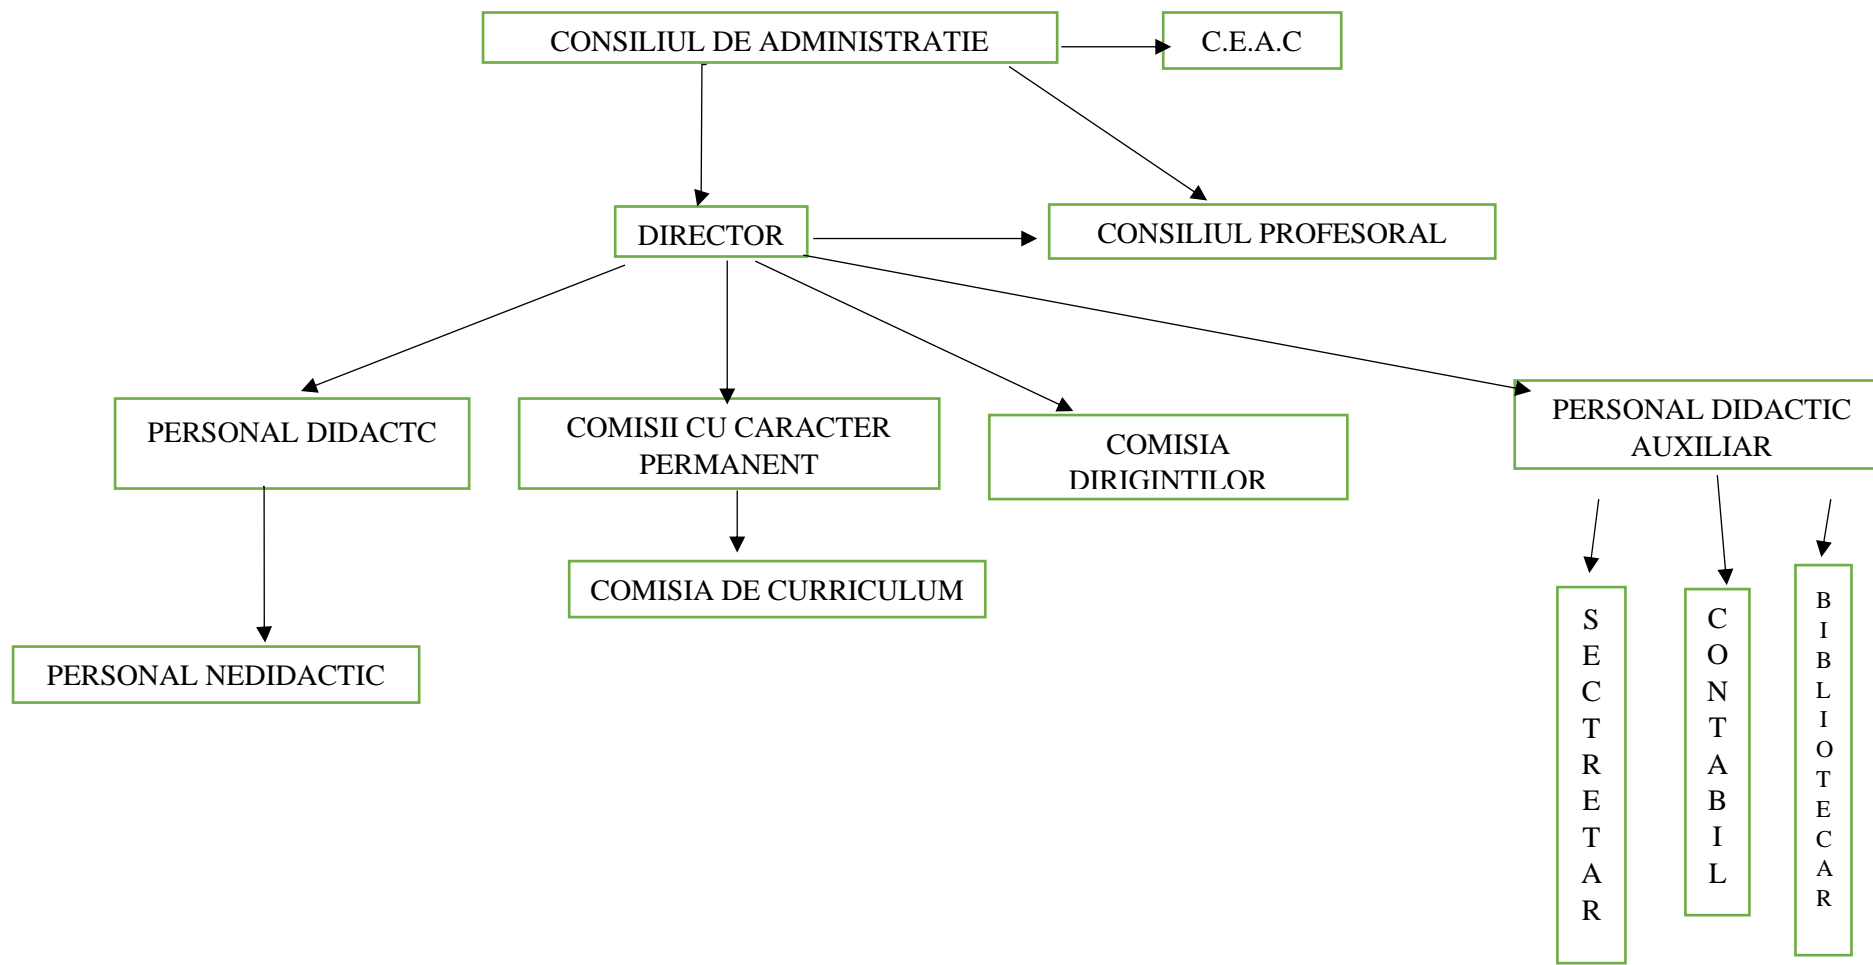 CONSILIUL DE ADMINISTRATIE
C.E.A.C
DIRECTOR
CONSILIUL PROFESORAL
PERSONAL DIDACTC
COMISII CU CARACTER
PERMANENT
COMISIA
DIRIGINTILOR
PERSONAL DIDACTIC
AUXILIAR
COMISIA DE CURRICULUM
PERSONAL NEDIDACTIC
SECTRETAR
CONTABIL
BIBLIOTECAR